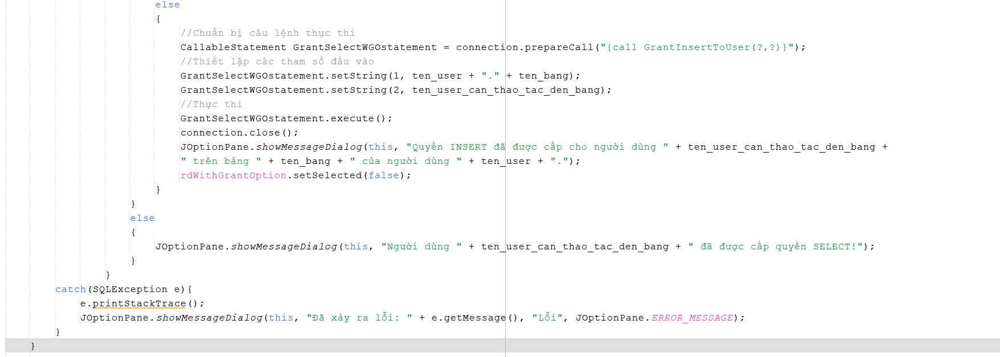 else
{
//Chuẩn bị câu lệnh thực thi
CallableStatement GrantSelectWGOstatement = connection.prepareCall("{call GrantInsertToUser(?,?)}");
//Thiết lập các tham số đầu vào
GrantSelectWGOstatement.setString(1, ten_user + "." + ten_bang);
GrantSelectWGOstatement.setString(2, ten_user_can_thao_tac_den_bang);
//Thực thi
GrantSelectWGOstatement.execute();
connection.close();
JOptionPane.showMessageDialog(this, "Quyền INSERT đã được cấp cho người dùng " + ten_user_can_thao_tac_den_bang +
" trên bảng " + ten_bang + " của người dùng " + ten_user + ".");
rdWithGrantOption.setSelected(false);
}
}
else
{
JOptionPane.showMessageDialog(this, "Người dùng " + ten_user_can_thao_tac_den_bang + " đã được cấp quyền SELECT!");
}
}
catch(SQLException e){
e.printStackTrace();
JOptionPane.showMessageDialog(this, "Đã xảy ra lỗi: " + e.getMessage(), "Lỗi", JOptionPane.ERROR_MESSAGE);
}
}